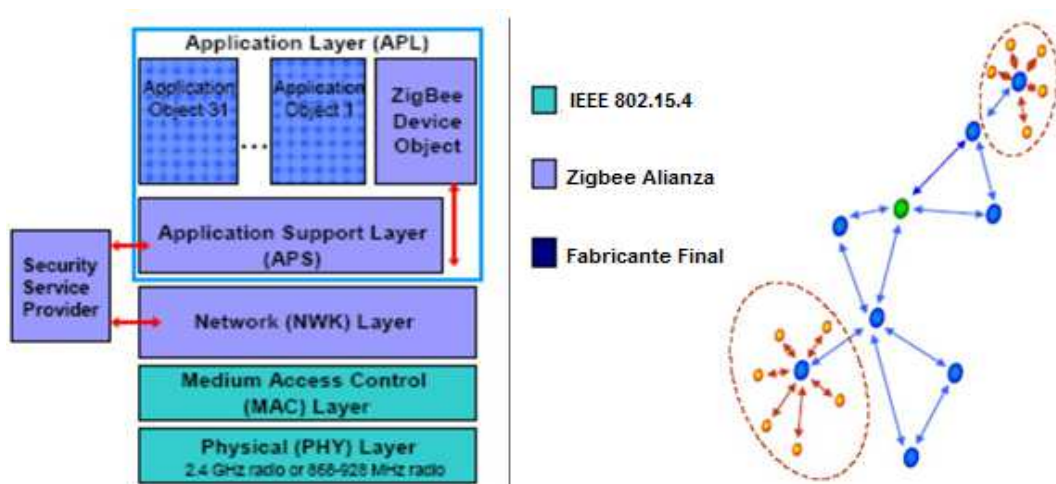 Application Layer (APL)
Application
Object 31
...
Application
Object 1
ZigBee
Device
Object
Application Support Layer
(APS)
Security
Service
Provider
Network (NWK) Layer
Medium Access Control
(MAC) Layer
Physical (PHY) Layer
2.4 GHz radio or 868-928 MHz radio
IEEE 802.15.4
Zigbee Alianza
Fabricante Final